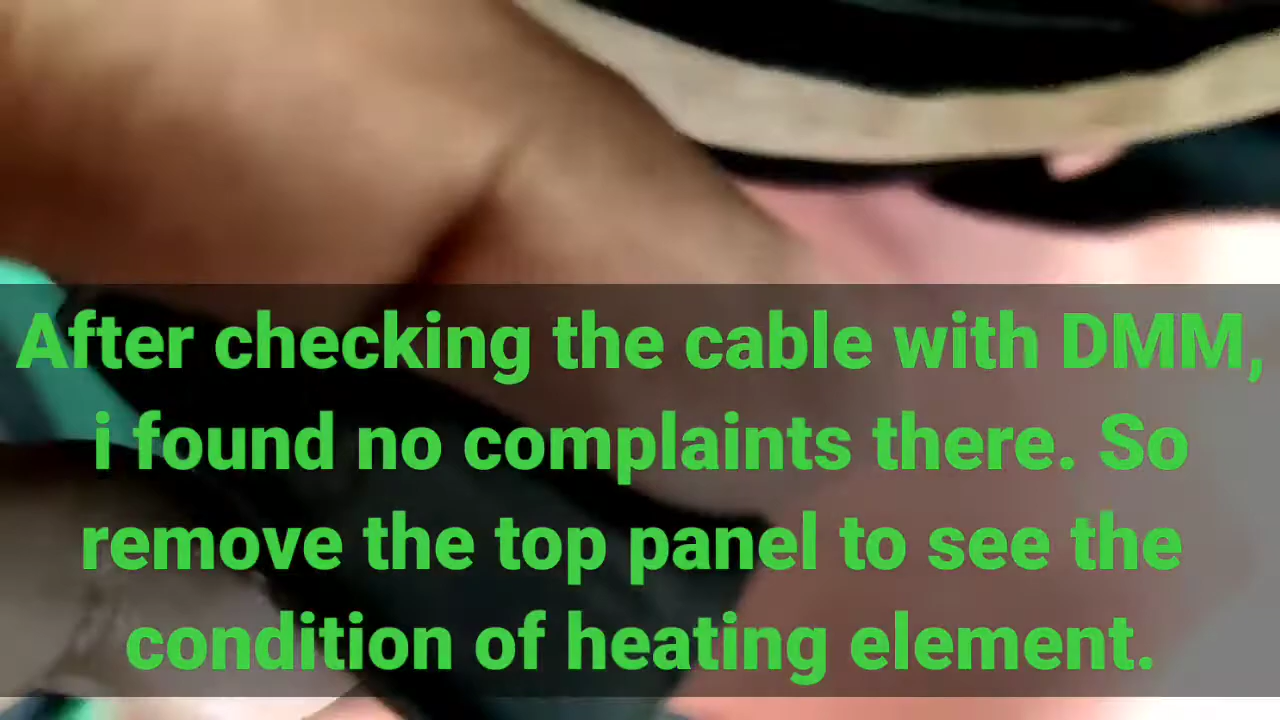 After checking the cable with DMM,
i found no complaints there. So
remove the top panel to see the
condition of heating element.